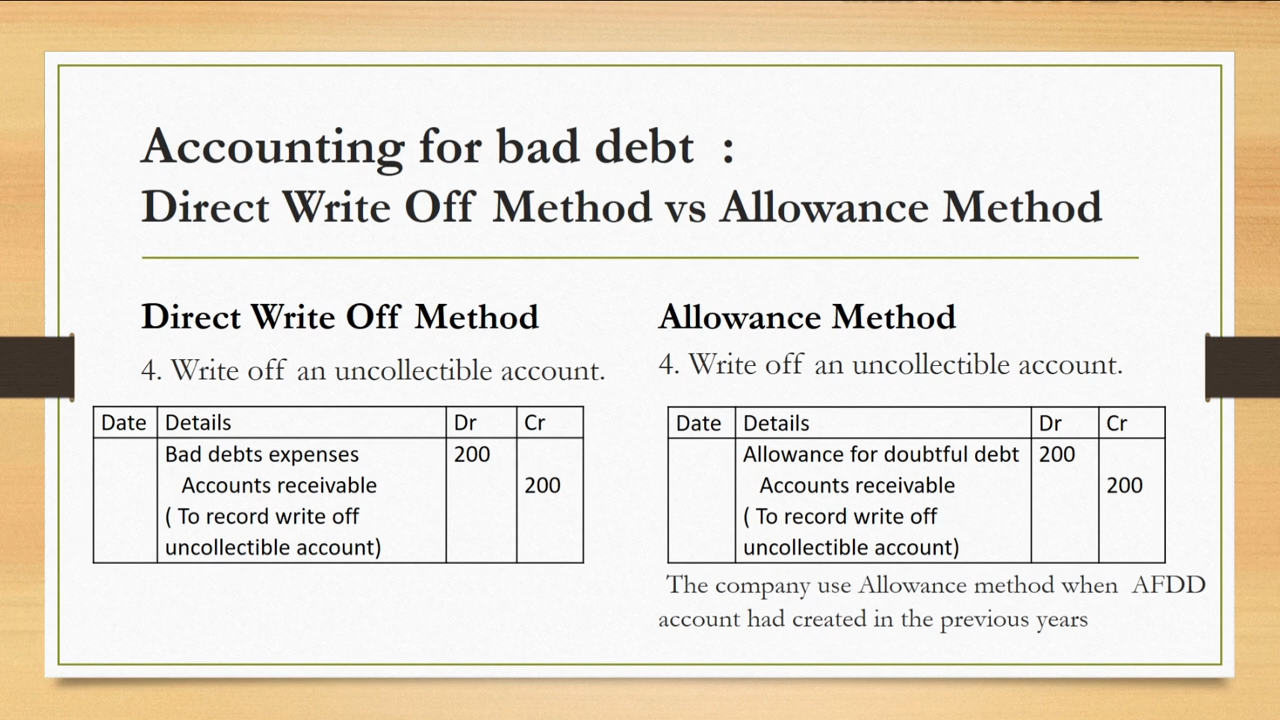 Accounting for bad debt :
Direct Write Off Method vs Allowance Method
Direct Write Off Method
4. Write off an uncollectible account.
Date Details Dr Cr
Bad debts expenses 200
Accounts receivable 200
( To record write off
uncollectible account)
Allowance Method
4. Write off an uncollectible account.
Date Details Dr Cr
Allowance for doubtful debt 200
Accounts receivable 200
( To record write off
uncollectible account)
The company use Allowance method when AFDD
account had created in the previous years